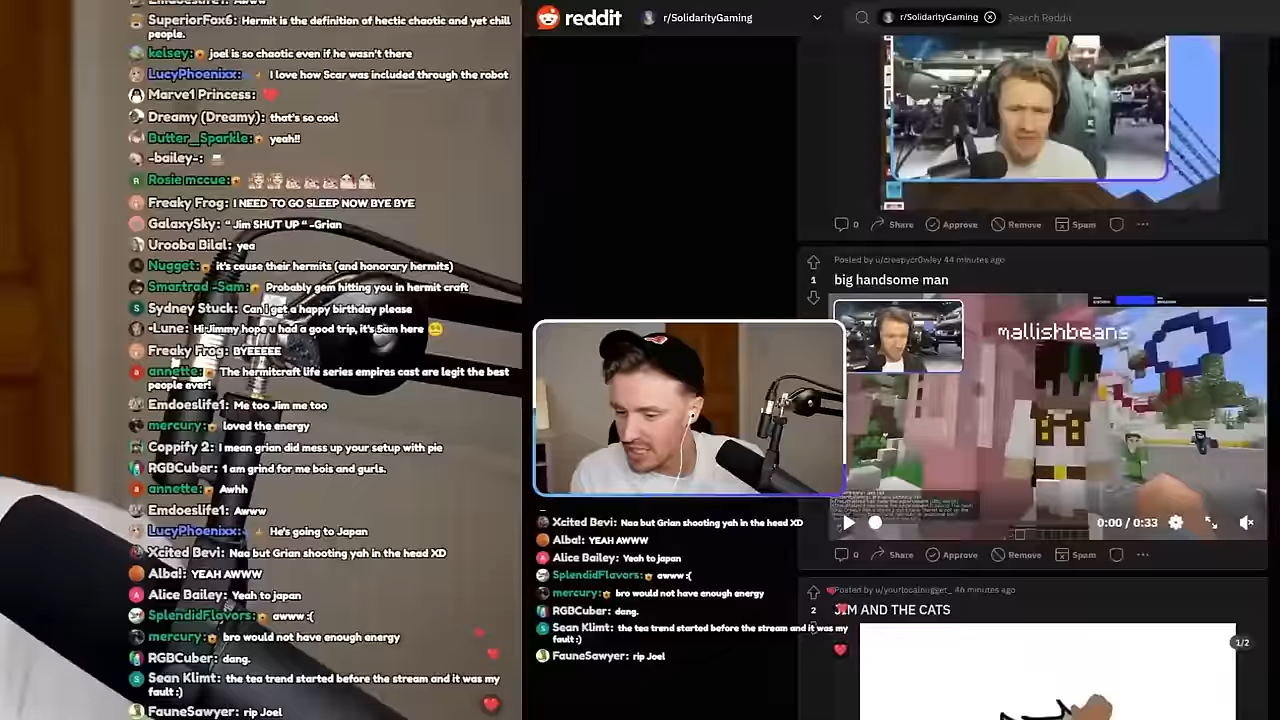 SuperiorFox6: Hermit is the definition of hectic chaotic and yet chill
people.
kelsey: joel is so chaotic even if he wasn't there
LucyPhoenixx: I love how Scar was included through the robot
Marve1 Princess:
Dreamy (Dreamy): that's so cool
Butter_Sparkle: yeah!!
-bailey-:
Rosie mccue:
Freaky Frog: I NEED TO GO SLEEP NOW BYE BYE
GalaxySky: " Jim SHUT UP " -Grian
Urooba Bilal: yea
Nugget: it's cause their hermits (and honorary hermits)
Smartrad -Sam: Probably gem hitting you in hermit craft
Sydney Stuck: Can I get a happy birthday please
•Lune: Hi Jimmy hope u had a good trip, it's 5am here
Freaky Frog: BYEEEEE
annette: The hermitcraft life series empires cast are legit the best
people ever!
Emdoeslife1: Me too Jim me too
mercury: loved the energy
Coppify 2: I mean grian did mess up your setup with pie
RGBCuber: 1 am grind for me bois and gurls.
annette: Awhh
Emdoeslife1: Awww
LucyPhoenixx: He's going to Japan
Xcited Bevi: Naa but Grian shooting yah in the head XD
Alba!: YEAH AWWW
Alice Bailey: Yeah to japan
SplendidFlavors: awww :(
mercury: bro would not have enough energy
RGBCuber: dang.
Sean Klimt: the tea trend started before the stream and it was my
fault :)
FauneSawyer: rip Joel
reddit
r/SolidarityGaming
r/SolidarityGaming
Search Reddit
0 Share Approve Remove Spam
Posted by u/creepycr0wley 44 minutes ago
1
big handsome man
mallishbeans
0:00 / 0:33
0 Share Approve Remove Spam
Posted by u/yourlocalnugget_ 46 minutes ago
2
JIM AND THE CATS
1/2
Xcited Bevi: Naa but Grian shooting yah in the head XD
Alba!: YEAH AWWW
Alice Bailey: Yeah to japan
SplendidFlavors: awww :(
mercury: bro would not have enough energy
RGBCuber: dang.
Sean Klimt: the tea trend started before the stream and it was my
fault :)
FauneSawyer: rip Joel